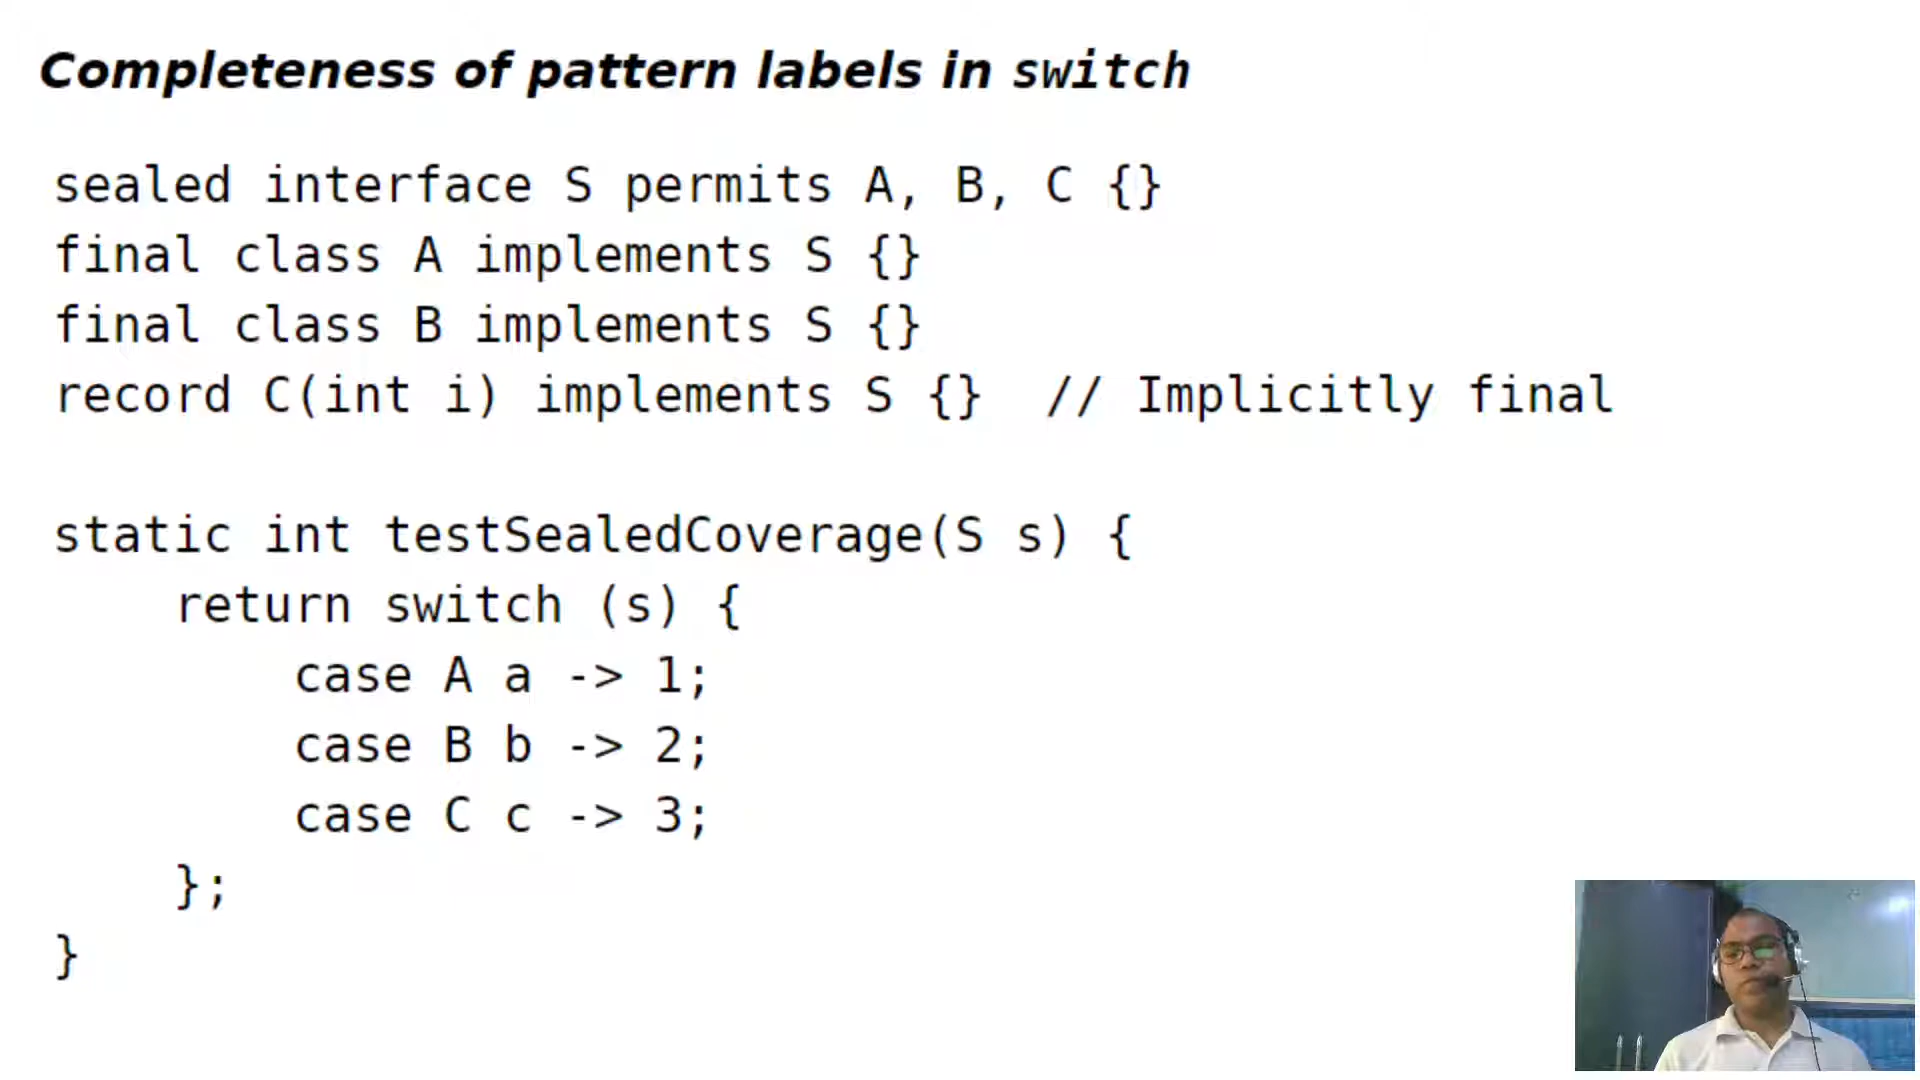 Completeness of pattern labels in switch
sealed interface S permits A, B, C {}
final class A implements S {}
final class B implements S {}
record C(int i) implements S {}  // Implicitly final
static int testSealedCoverage(S s) {
    return switch (s) {
        case A a -> 1;
        case B b -> 2;
        case C c -> 3;
    };
}